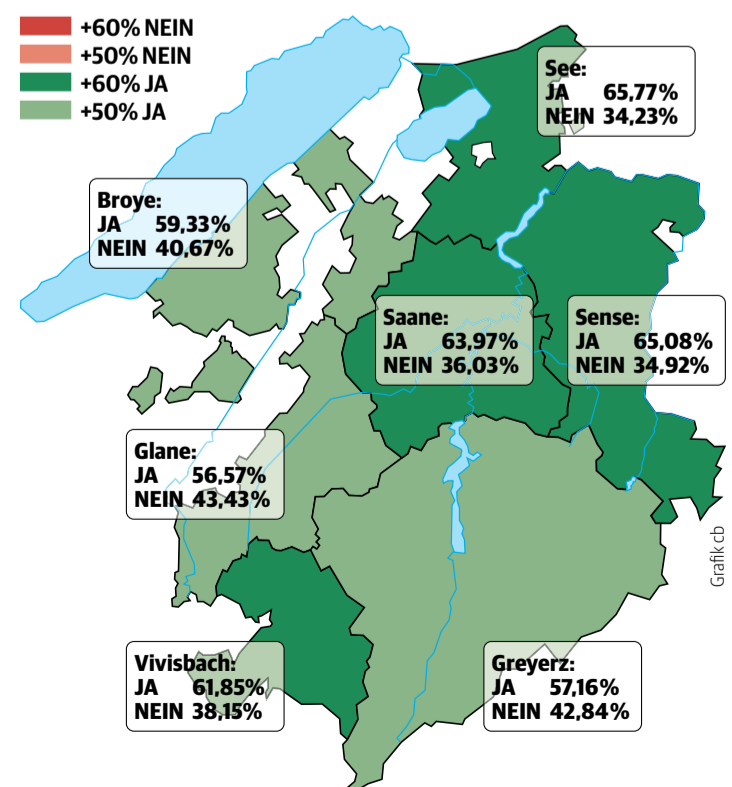 +60% NEIN
+50% NEIN
+60% JA
+50% JA
See:
JA 65,77%
NEIN 34,23%
Broye:
JA 59,33%
NEIN 40,67%
Saane:
JA 63,97%
NEIN 36,03%
Sense:
JA 65,08%
NEIN 34,92%
Glane:
JA 56,57%
NEIN 43,43%
Vivisbach:
JA 61,85%
NEIN 38,15%
Greyerz:
JA 57,16%
NEIN 42,84%
Grafik cb